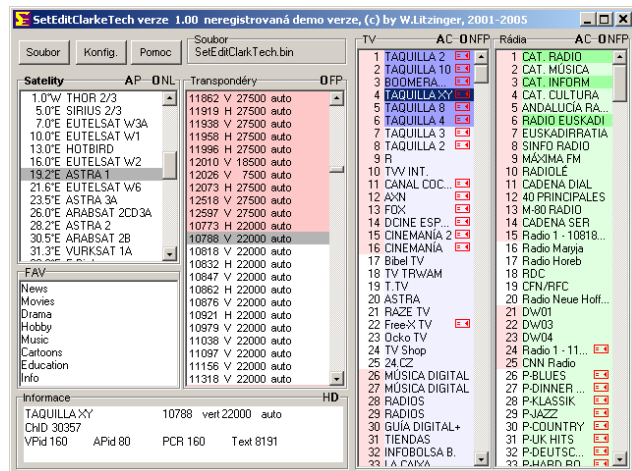 SetEditClarkeTech verze 1.00 neregistrovaná demo verze, (c) by W.Litzinger, 2001-2005
Soubor
Konfig.
Pomoc
Soubor
SetEditClarkTech.bin
Satelity AP ONL
1.0°W THOR 2/3
5.0°E SIRIUS 2/3
7.0°E EUTELSAT W3A
10.0°E EUTELSAT W1
13.0°E HOTBIRD
16.0°E EUTELSAT W2
19.2°E ASTRA 1
21.6°E EUTELSAT W6
23.5°E ASTRA 3A
26.0°E ARABSAT 2CD3A
28.2°E ASTRA 2
30.5°E ARABSAT 2B
31.3°E VURKSAT 1A
FAV
News
Movies
Drama
Hobby
Music
Cartoons
Education
Info
Transpondéry OFP
11862 V 27500 auto
11919 H 27500 auto
11938 V 27500 auto
11959 H 27500 auto
11996 H 27500 auto
12010 V 18500 auto
12026 V 7500 auto
12073 H 27500 auto
12518 V 27500 auto
12597 V 27500 auto
10773 H 22000 auto
10788 V 22000 auto
10818 V 22000 auto
10832 H 22000 auto
10847 V 22000 auto
10862 H 22000 auto
10876 V 22000 auto
10921 H 22000 auto
10979 V 22000 auto
11038 V 22000 auto
11097 V 22000 auto
11156 V 22000 auto
11318 V 22000 auto
Informace HD
TAQUILLA XY 10788 vert 22000 auto
ChID 30357
VPid 160 APid 80 PCR 160 Text 8191
TV AC ONFP
1 TAQUILLA 2
2 TAQUILLA 10
3 BOOMERA...
4 TAQUILLA XY
5 TAQUILLA 8
6 TAQUILLA 4
7 TAQUILLA 3
8 TAQUILLA 2
9 R
10 TVV INT.
11 CANAL COC...
12 AXN
13 FOX
14 DCINE ESP...
15 CINEMANÍA 2
16 CINEMANÍA
17 Bibel TV
18 TV TRWAM
19 T.TV
20 ASTRA
21 RAZE TV
22 Free-X TV
23 Ocko TV
24 TV Shop
25 24.CZ
26 MÚSICA DIGITAL
27 MÚSICA DIGITAL
28 RADIOS
29 RADIOS
30 GUÍA DIGITAL+
31 TIENDAS
32 INFOBOLSA B.
33 LA CAIXA
Rádia AC ONFP
1 CAT. RADIO
2 CAT. MÚSICA
3 CAT. INFORM
4 CAT. CULTURA
5 ANDALUCÍA RA...
6 RADIO EUSKADI
7 EUSKADIRRATIA
8 SINFO RADIO
9 MÁXIMA FM
10 RADIOLÉ
11 CADENA DIAL
12 40 PRINCIPALES
13 M-80 RADIO
14 CADENA SER
15 Radio 1 - 10818...
16 Radio Maryja
17 Radio Horeb
18 RDC
19 CFN/RFC
20 Radio Neue Hoff...
21 DW01
22 DW03
23 DW04
24 Radio 1 - 11...
25 CNN Radio
26 P-BLUES
27 P-DINNER ...
28 P-KLASSIK
29 P-JAZZ
30 P-COUNTRY
31 P-UK HITS
32 P-DEUTSC...
33 P-HARD RO...